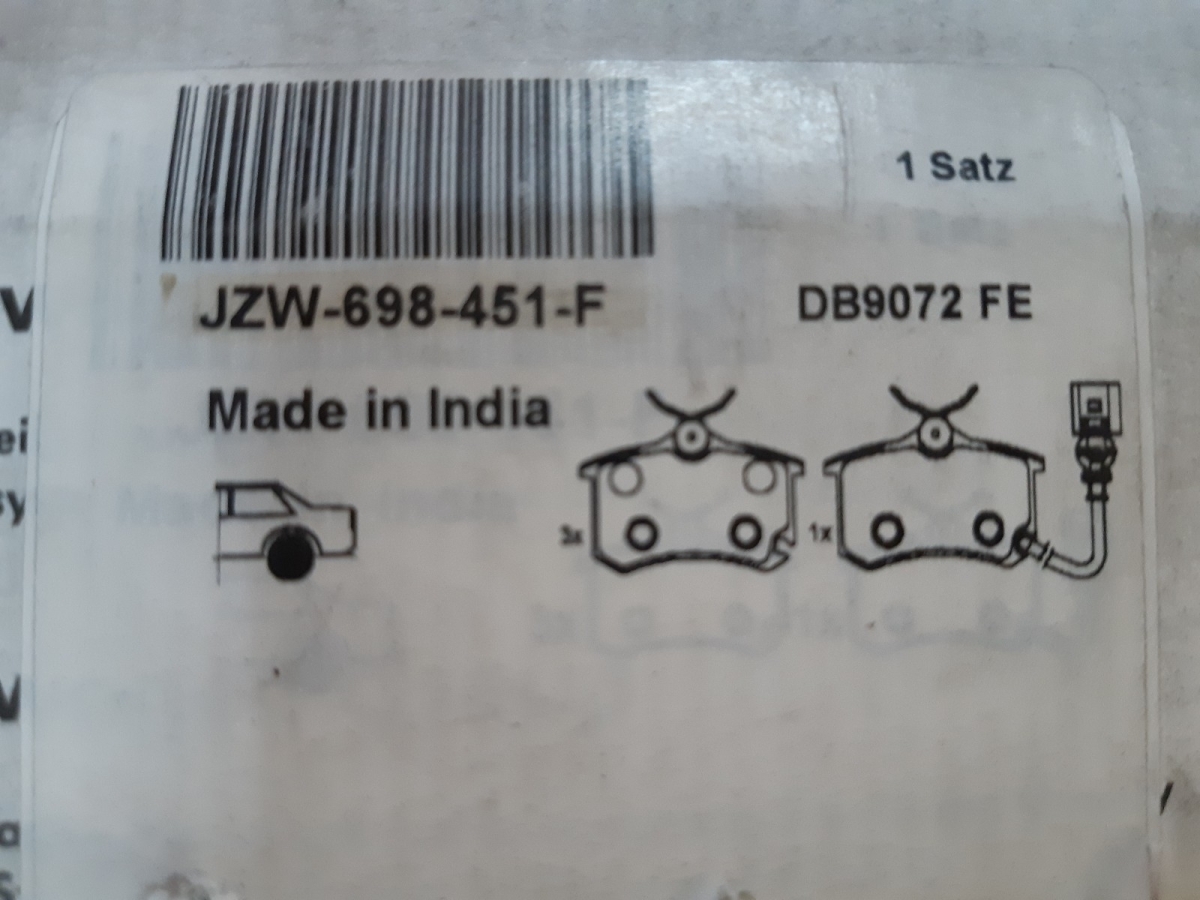 1 Satz
JZW-698-451-F
DB9072 FE
Made in India
3x
1x